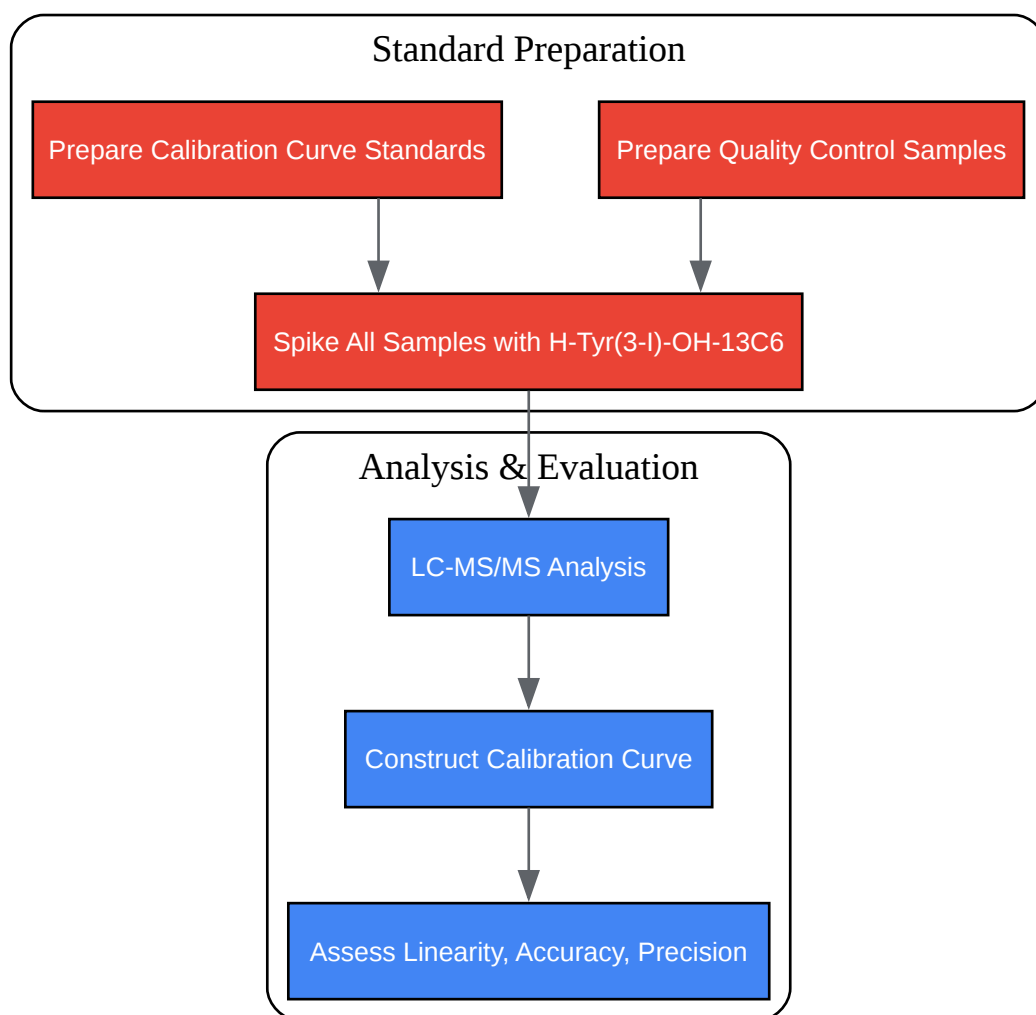 Standard Preparation
Prepare Calibration Curve Standards
Prepare Quality Control Samples
Spike All Samples with H-Tyr(3-I)-OH-13C6
Analysis & Evaluation
LC-MS/MS Analysis
Construct Calibration Curve
Assess Linearity, Accuracy, Precision